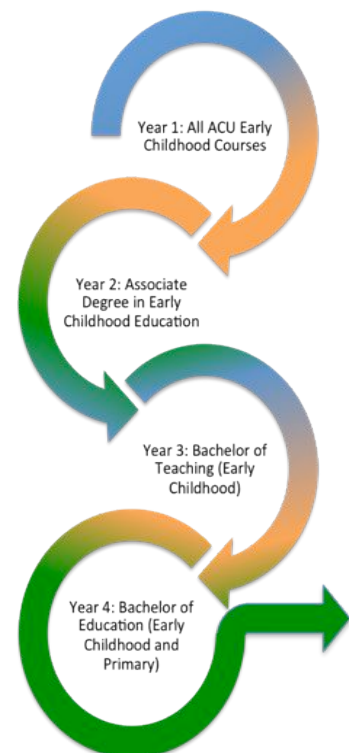 Year 1: All ACU Early
Childhood Courses
Year 2: Associate
Degree in Early
Childhood Education
Year 3: Bachelor of
Teaching (Early
Childhood)
Year 4: Bachelor of
Education (Early
Childhood and
Primary)